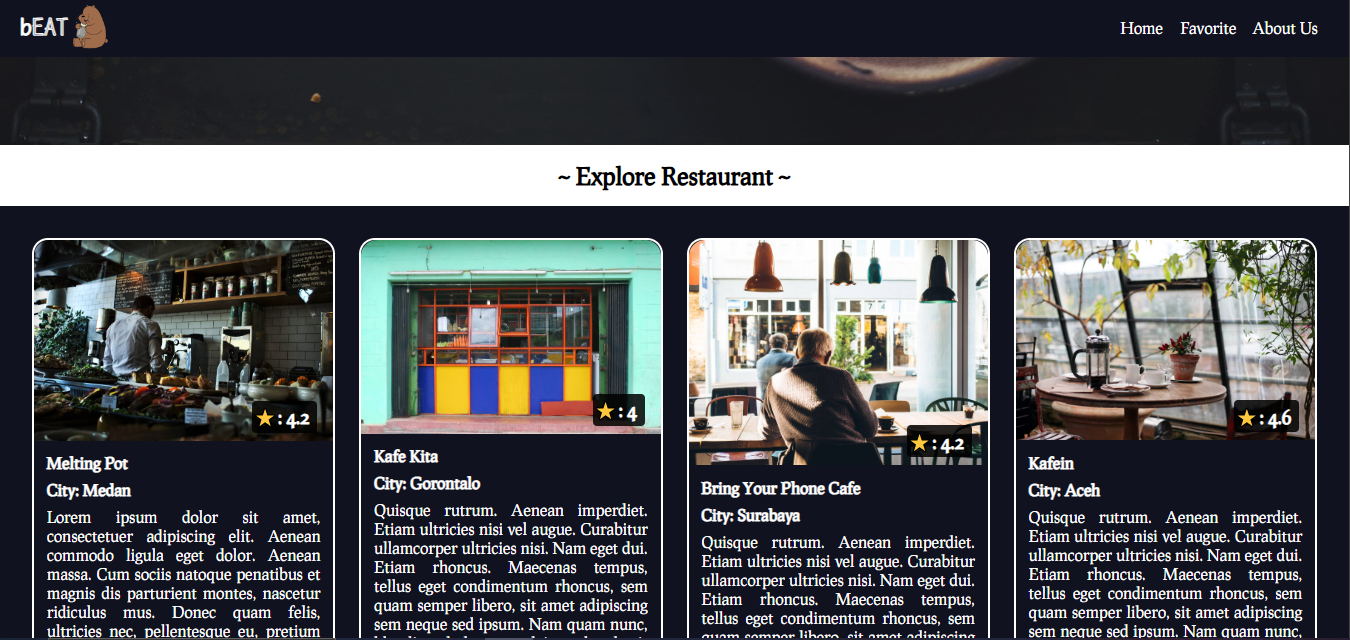 bEAT
Home Favorite About Us
~ Explore Restaurant ~
★ : 4.2
Melting Pot
City: Medan
Lorem ipsum dolor sit amet,
consectetuer adipiscing elit. Aenean
commodo ligula eget dolor. Aenean
massa. Cum sociis natoque penatibus et
magnis dis parturient montes, nascetur
ridiculus mus. Donec quam felis,
ultricies nec, pellentesque eu, pretium
★ : 4
Kafe Kita
City: Gorontalo
Quisque rutrum. Aenean imperdiet.
Etiam ultricies nisi vel augue. Curabitur
ullamcorper ultricies nisi. Nam eget dui.
Etiam rhoncus. Maecenas tempus,
tellus eget condimentum rhoncus, sem
quam semper libero, sit amet adipiscing
sem neque sed ipsum. Nam quam nunc,
★ : 4.2
Bring Your Phone Cafe
City: Surabaya
Quisque rutrum. Aenean imperdiet.
Etiam ultricies nisi vel augue. Curabitur
ullamcorper ultricies nisi. Nam eget dui.
Etiam rhoncus. Maecenas tempus,
tellus eget condimentum rhoncus, sem
quam semper libero, sit amet adipiscing
★ : 4.6
Kafein
City: Aceh
Quisque rutrum. Aenean imperdiet.
Etiam ultricies nisi vel augue. Curabitur
ullamcorper ultricies nisi. Nam eget dui.
Etiam rhoncus. Maecenas tempus,
tellus eget condimentum rhoncus, sem
quam semper libero, sit amet adipiscing
sem neque sed ipsum. Nam quam nunc,